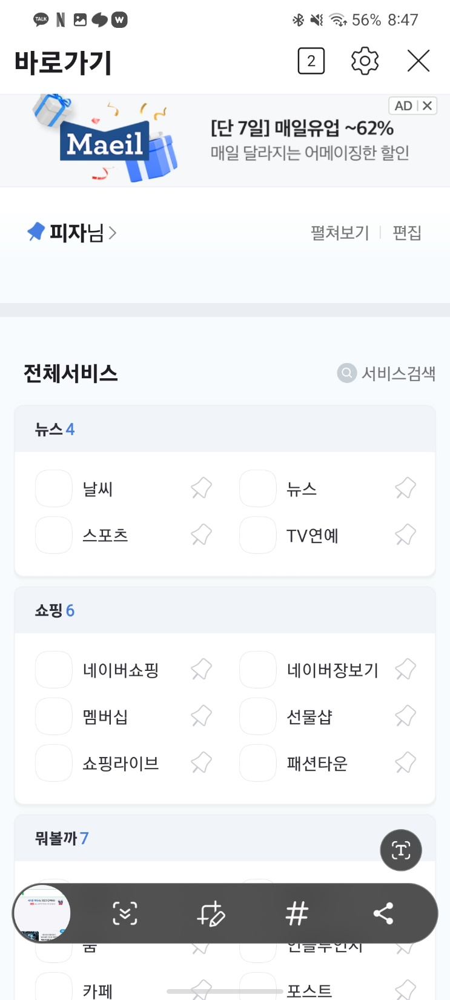 TALK N W 56% 8:47
바로가기 2
AD
[단 7일] 매일유업 ~62%
Maeil
매일 달라지는 어메이징한 할인
피자님 펼쳐보기 편집
전체서비스 서비스검색
뉴스 4
날씨 뉴스
스포츠 TV연예
쇼핑 6
네이버쇼핑 네이버장보기
멤버십 선물샵
쇼핑라이브 패션타운
뭐볼까 7
T
#
카페 포스트